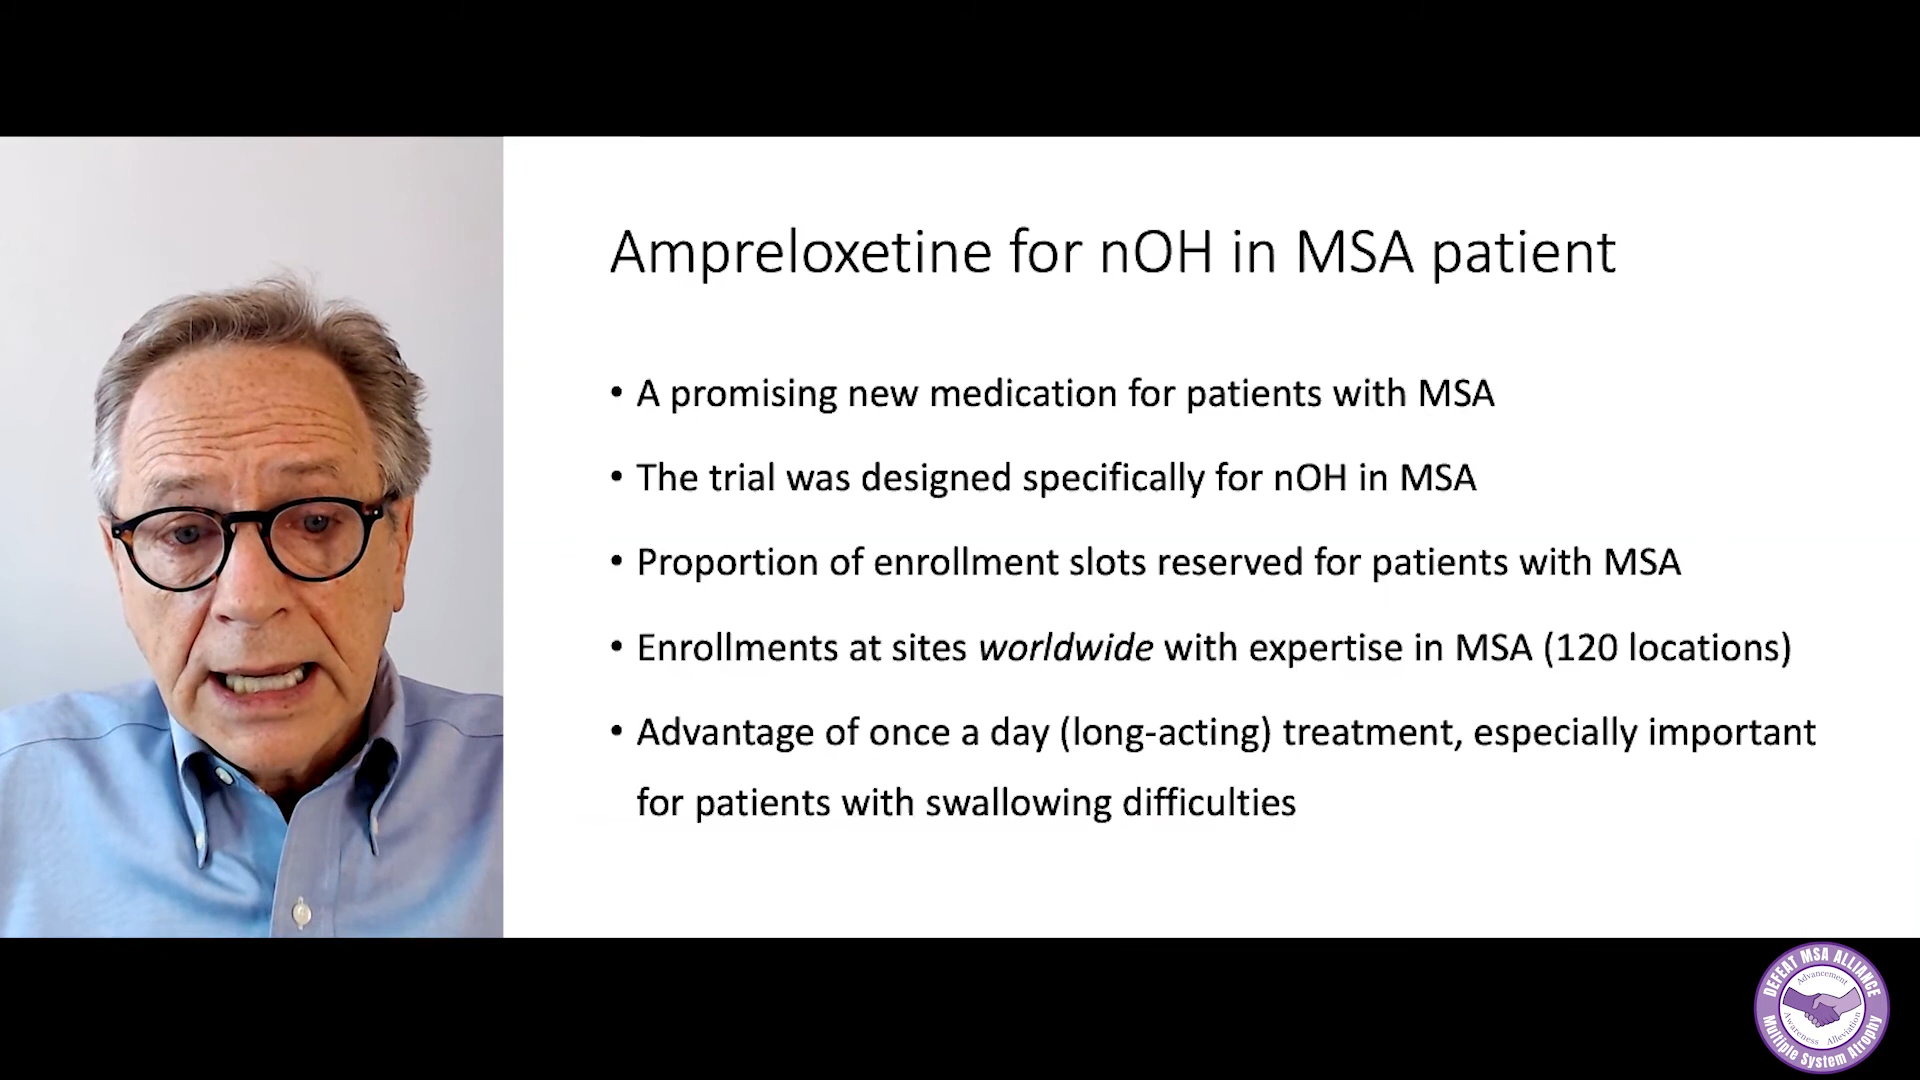 Ampreloxetine for nOH in MSA patient
• A promising new medication for patients with MSA
• The trial was designed specifically for nOH in MSA
• Proportion of enrollment slots reserved for patients with MSA
• Enrollments at sites worldwide with expertise in MSA (120 locations)
• Advantage of once a day (long-acting) treatment, especially important
for patients with swallowing difficulties
DEFEAT MSA ALLIANCE
Advancement
Awareness Alleviation
Multiple System Atrophy